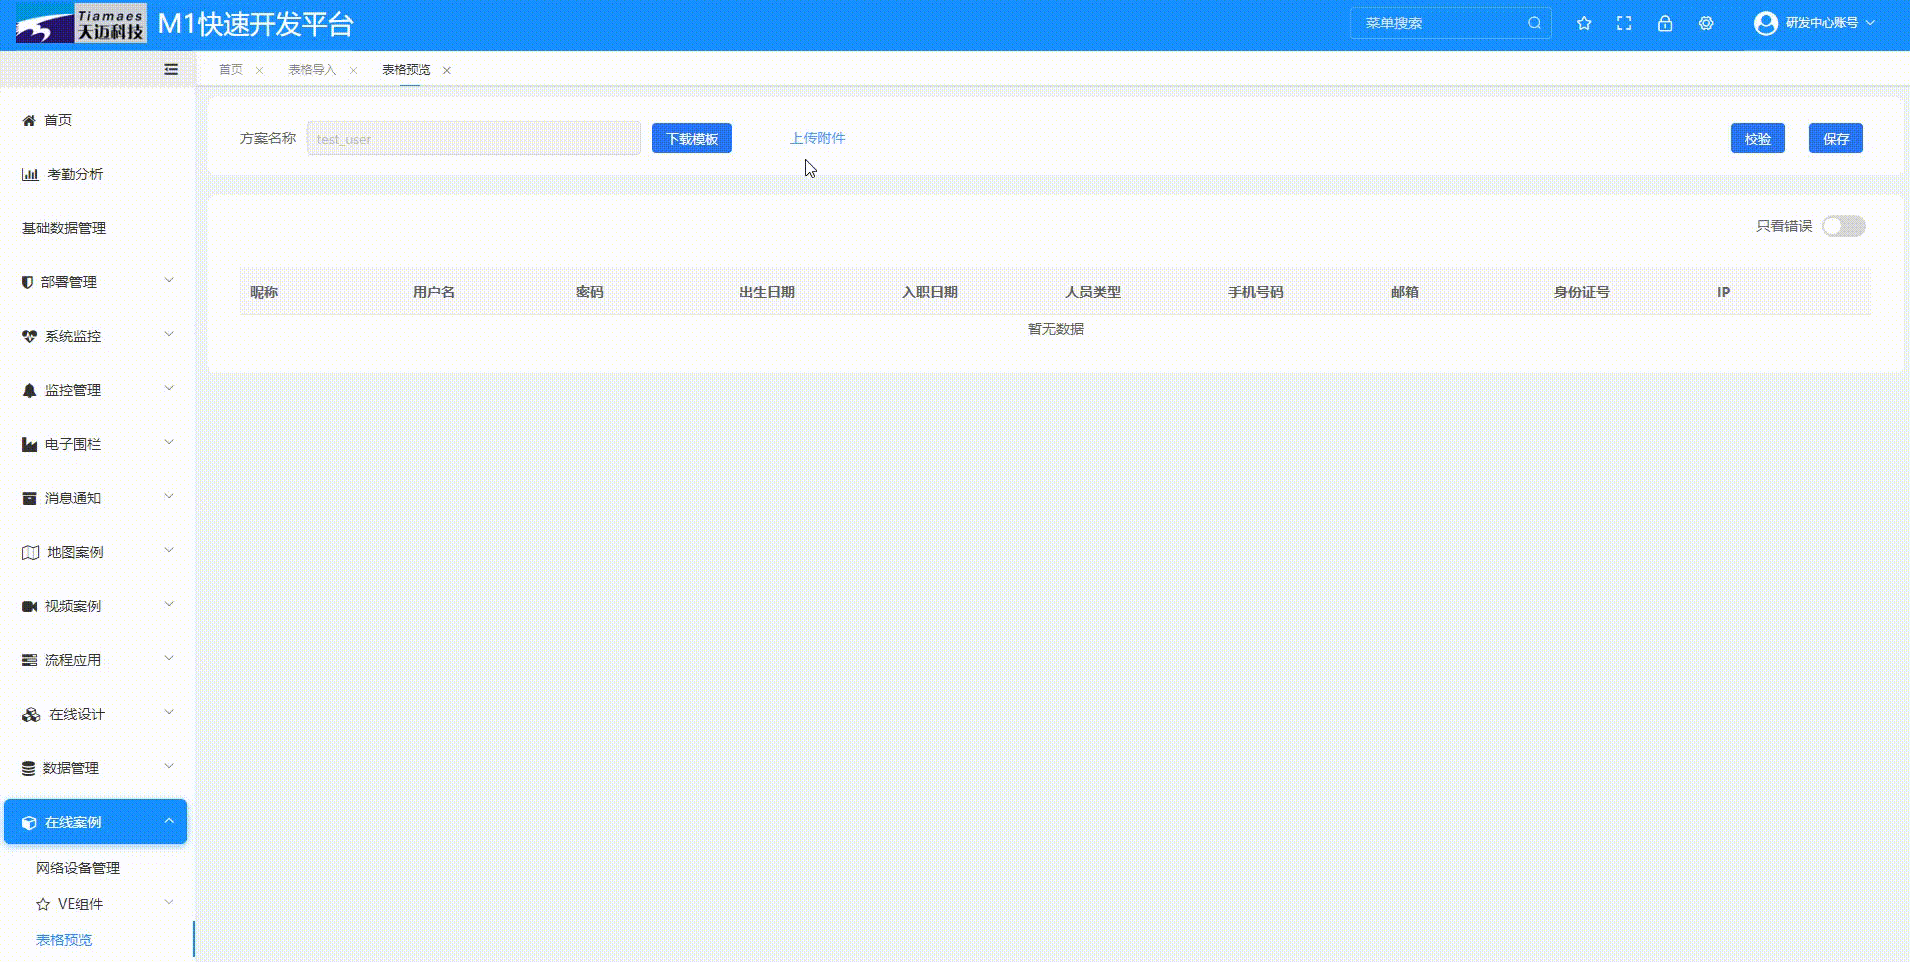 Tiamaes
天迈科技
M1快速开发平台
菜单搜索
研发中心账号
首页
表格导入
表格预览
首页
考勤分析
基础数据管理
部署管理
系统监控
监控管理
电子围栏
消息通知
地图案例
视频案例
流程应用
在线设计
数据管理
在线案例
网络设备管理
VE组件
表格预览
方案名称 test_user 下载模板 上传附件 校验 保存
只看错误
昵称 用户名 密码 出生日期 入职日期 人员类型 手机号码 邮箱 身份证号 IP
暂无数据